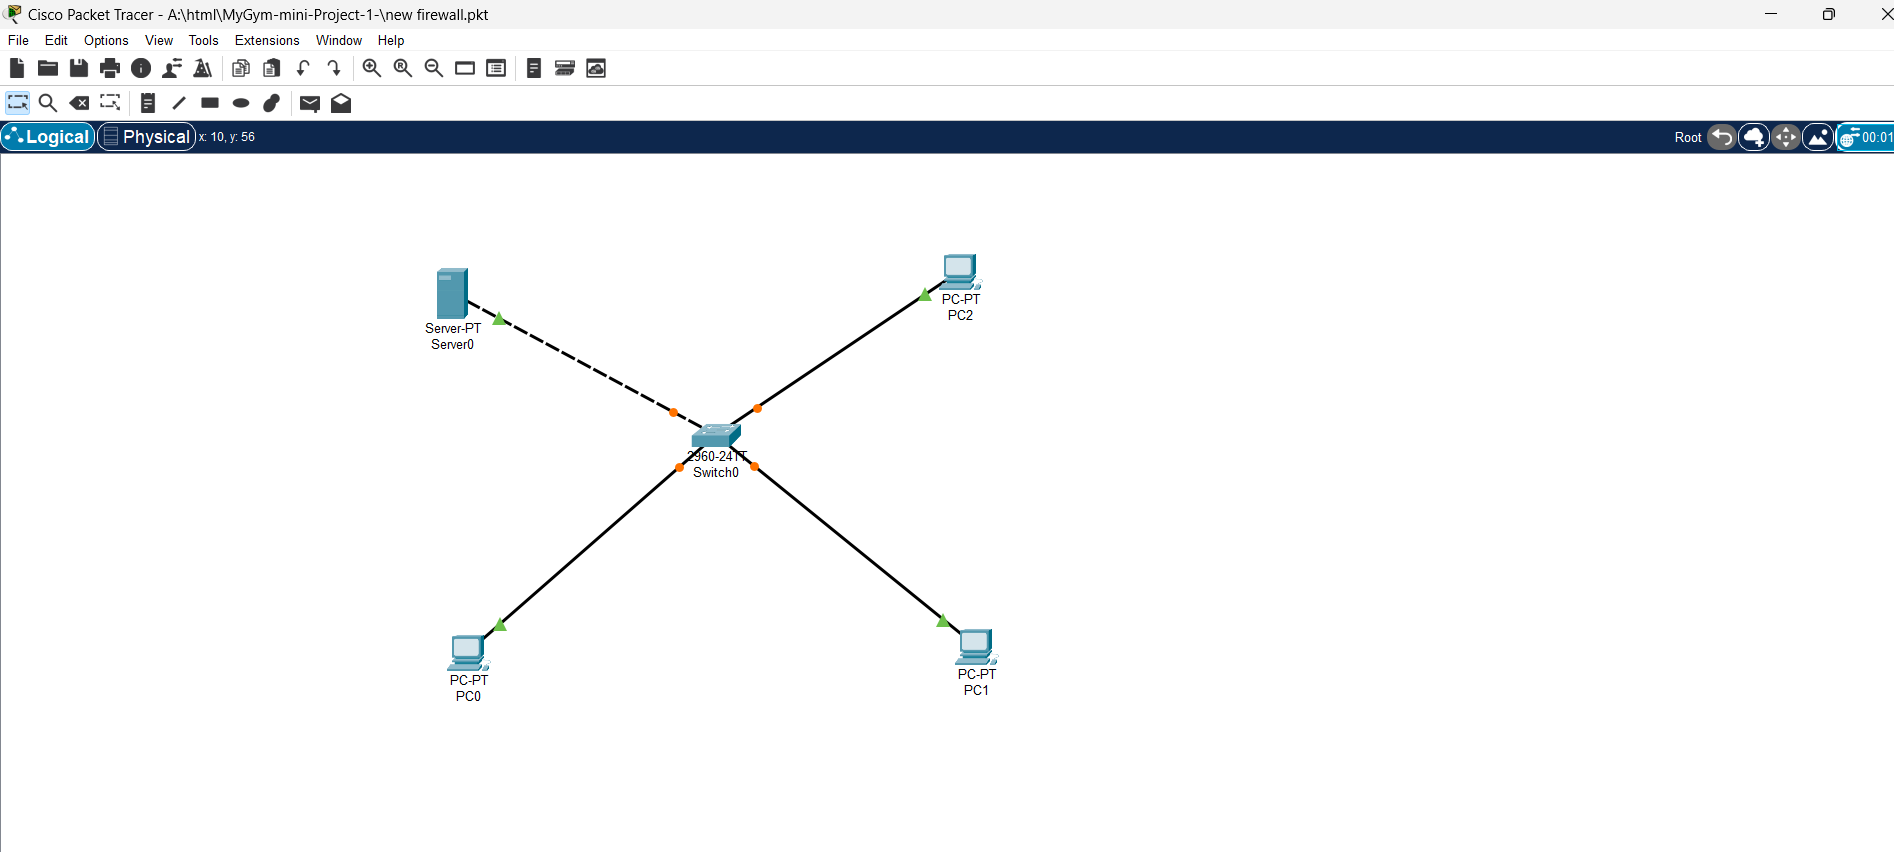 Cisco Packet Tracer - A:\html\MyGym-mini-Project-1-\new firewall.pkt
File Edit Options View Tools Extensions Window Help
Logical Physical x: 10, y: 56 Root 00:01
PC-PT
PC2
Server-PT
Server0
2960-24TT
Switch0
PC-PT
PC0
PC-PT
PC1